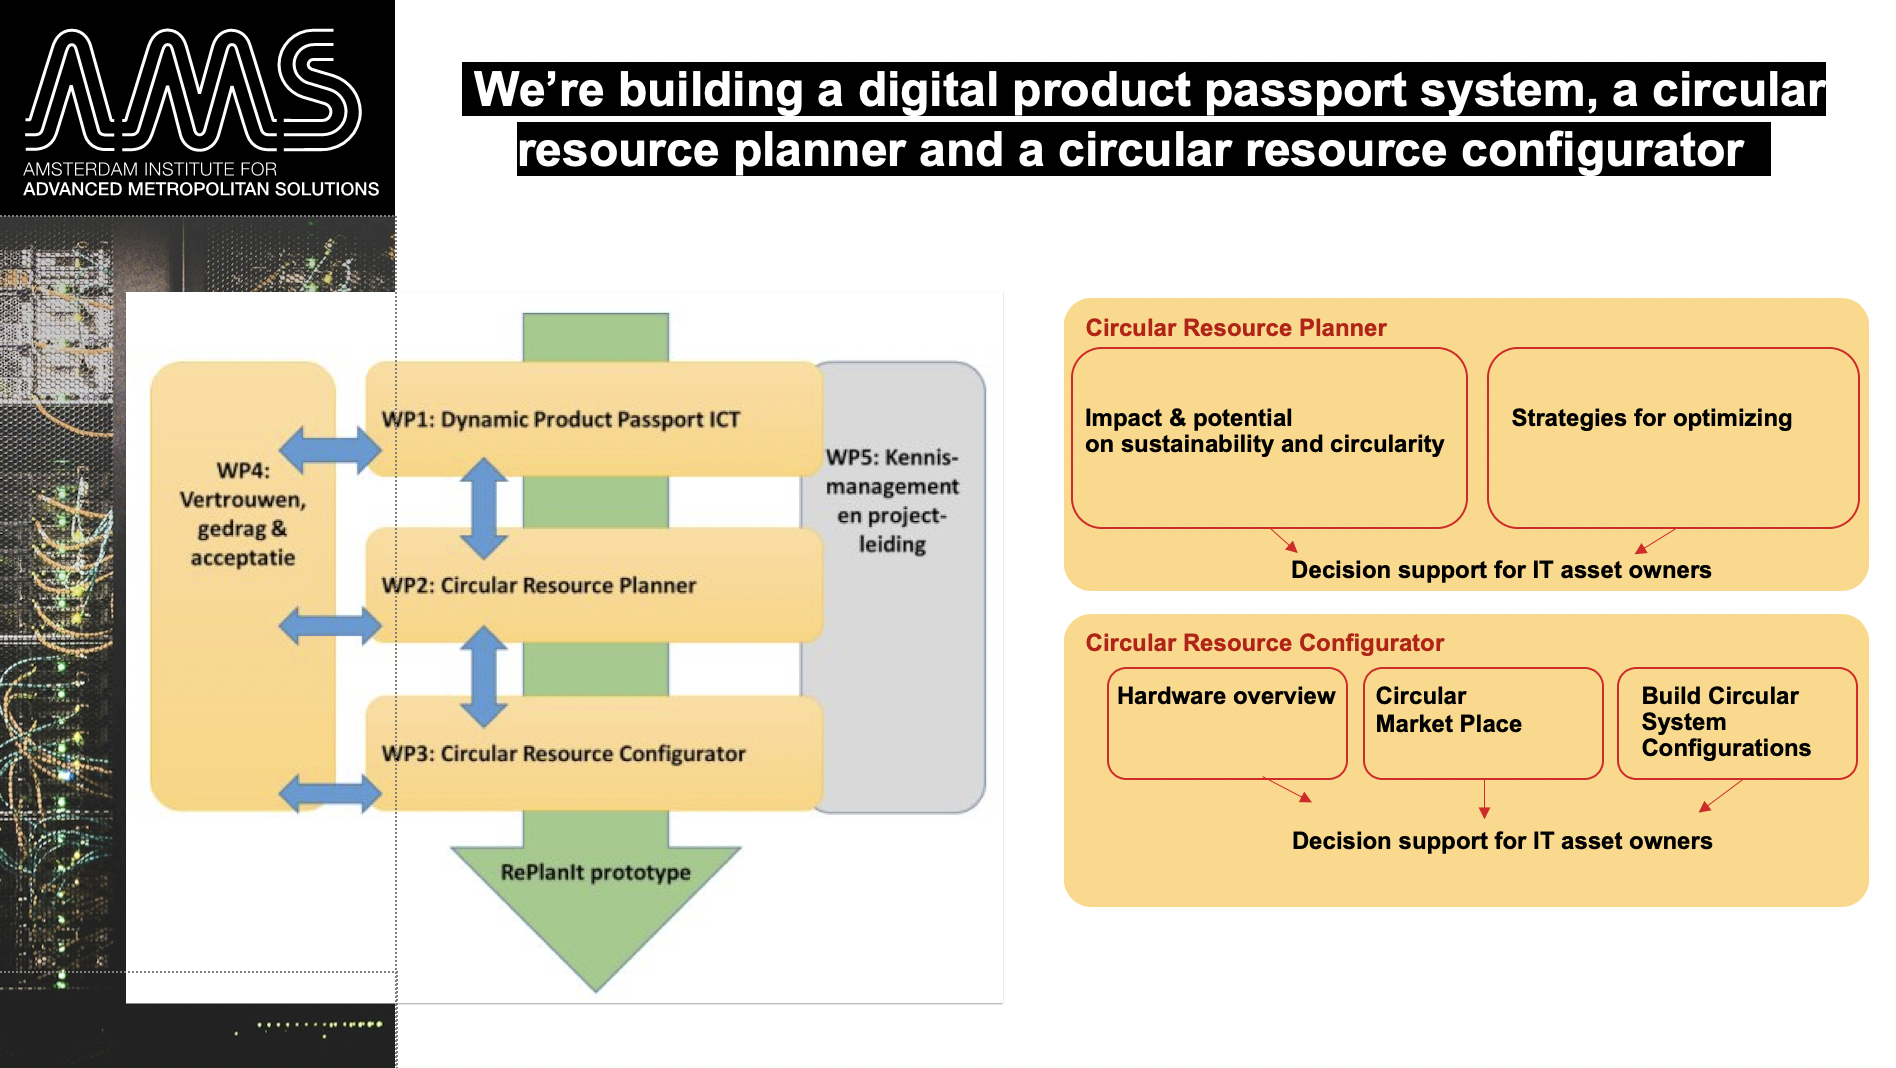 AMS
AMSTERDAM INSTITUTE FOR
ADVANCED METROPOLITAN SOLUTIONS
We’re building a digital product passport system, a circular
resource planner and a circular resource configurator
WP4:
Vertrouwen,
gedrag &
acceptatie
WP1: Dynamic Product Passport ICT
WP2: Circular Resource Planner
WP3: Circular Resource Configurator
WP5: Kennis-
management
en project-
leiding
RePlanIt prototype
Circular Resource Planner
Impact & potential
on sustainability and circularity
Strategies for optimizing
Decision support for IT asset owners
Circular Resource Configurator
Hardware overview
Circular
Market Place
Build Circular
System
Configurations
Decision support for IT asset owners